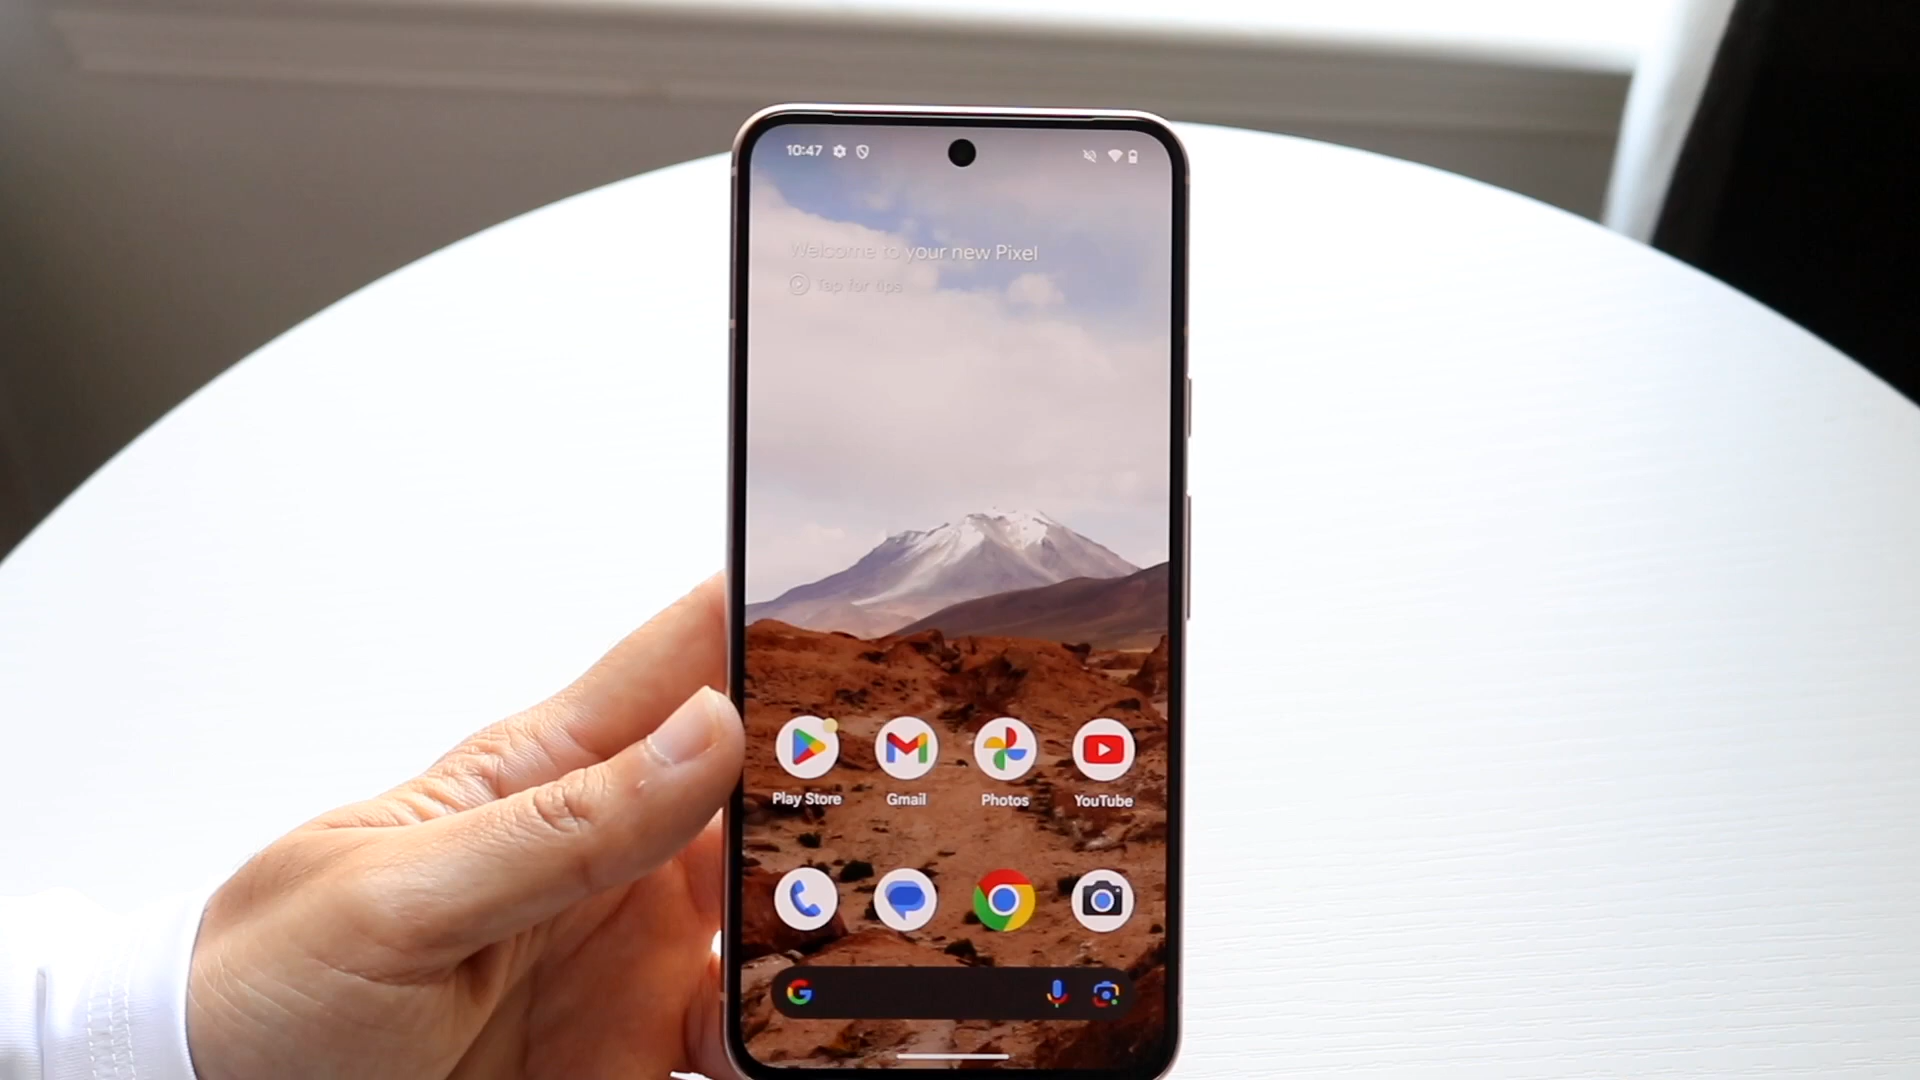 10:47
Welcome to your new Pixel
Tap for tips
Play Store
Gmail
Photos
YouTube